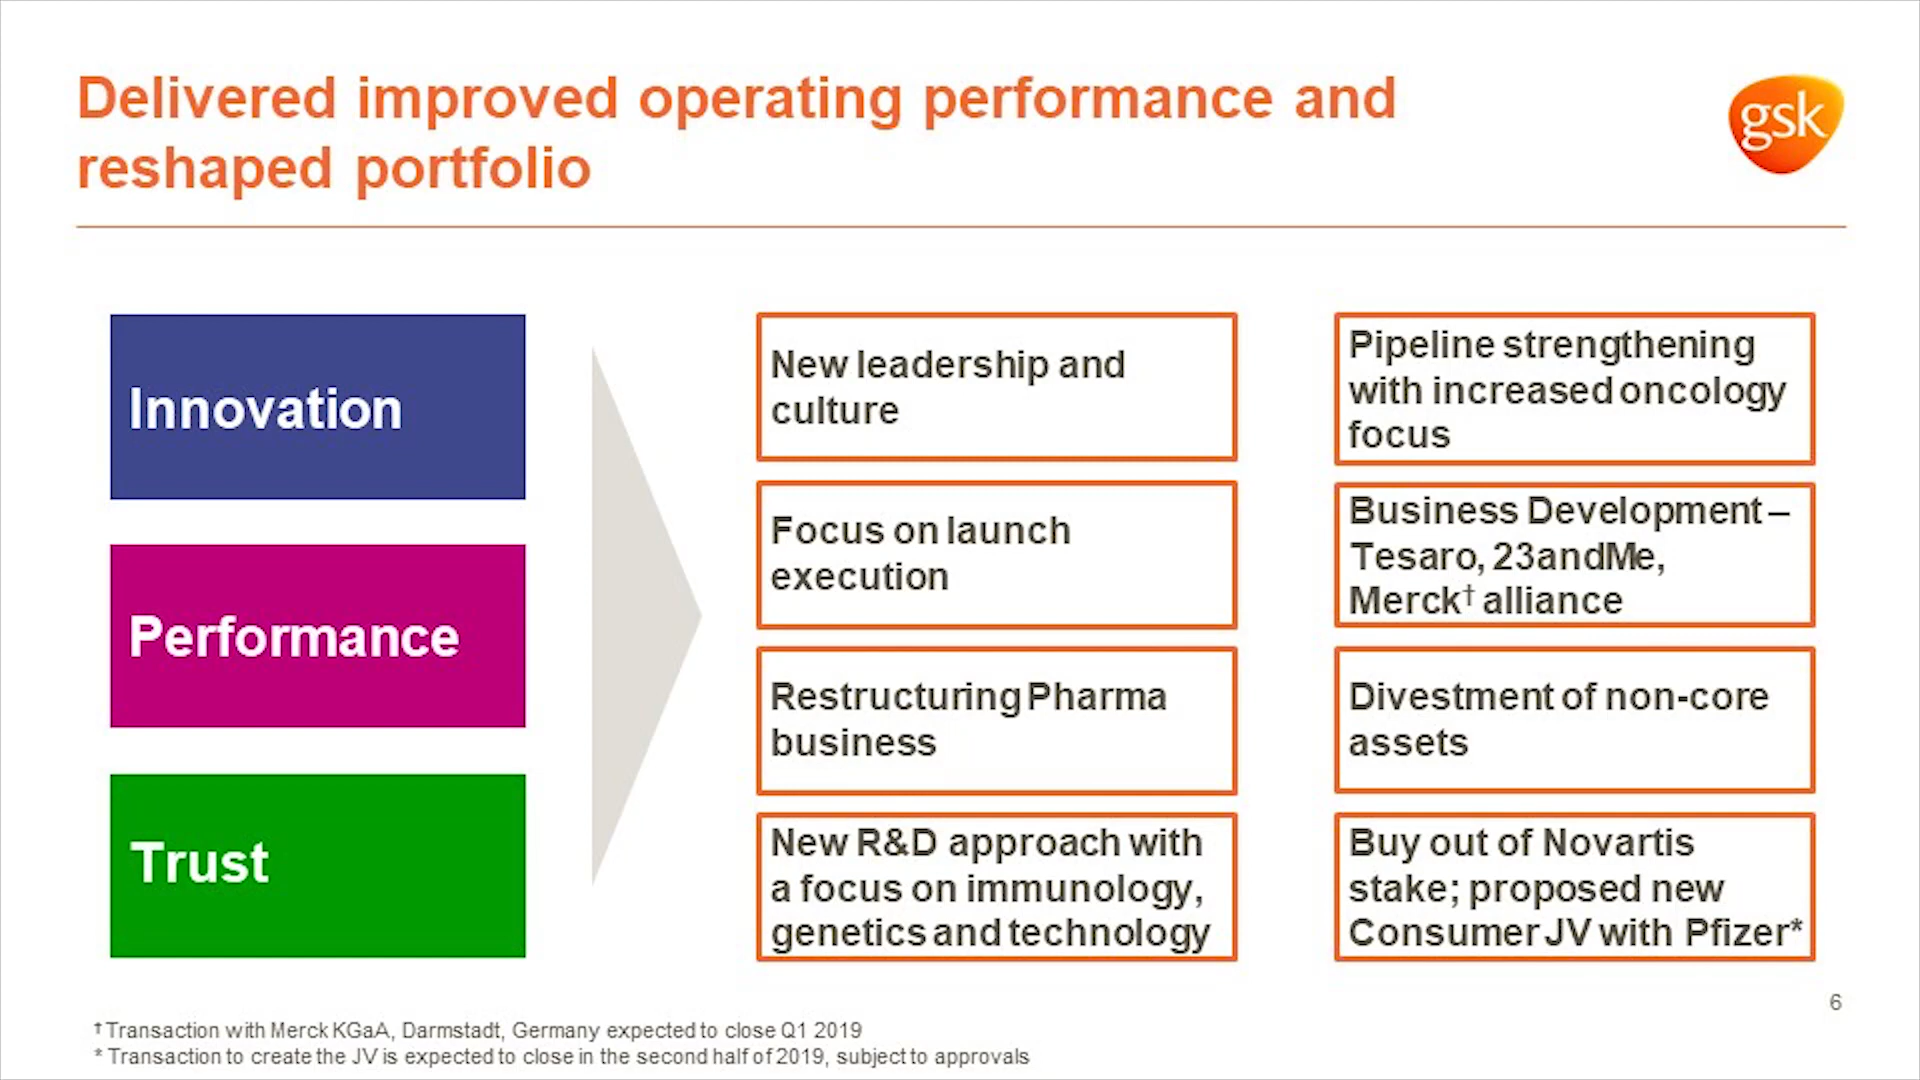 Delivered improved operating performance and
reshaped portfolio
gsk
Innovation
Performance
Trust
New leadership and
culture
Focus on launch
execution
Restructuring Pharma
business
New R&D approach with
a focus on immunology,
genetics and technology
Pipeline strengthening
with increased oncology
focus
Business Development –
Tesaro, 23andMe,
Merck† alliance
Divestment of non-core
assets
Buy out of Novartis
stake; proposed new
Consumer JV with Pfizer*
6
† Transaction with Merck KGaA, Darmstadt, Germany expected to close Q1 2019
* Transaction to create the JV is expected to close in the second half of 2019, subject to approvals